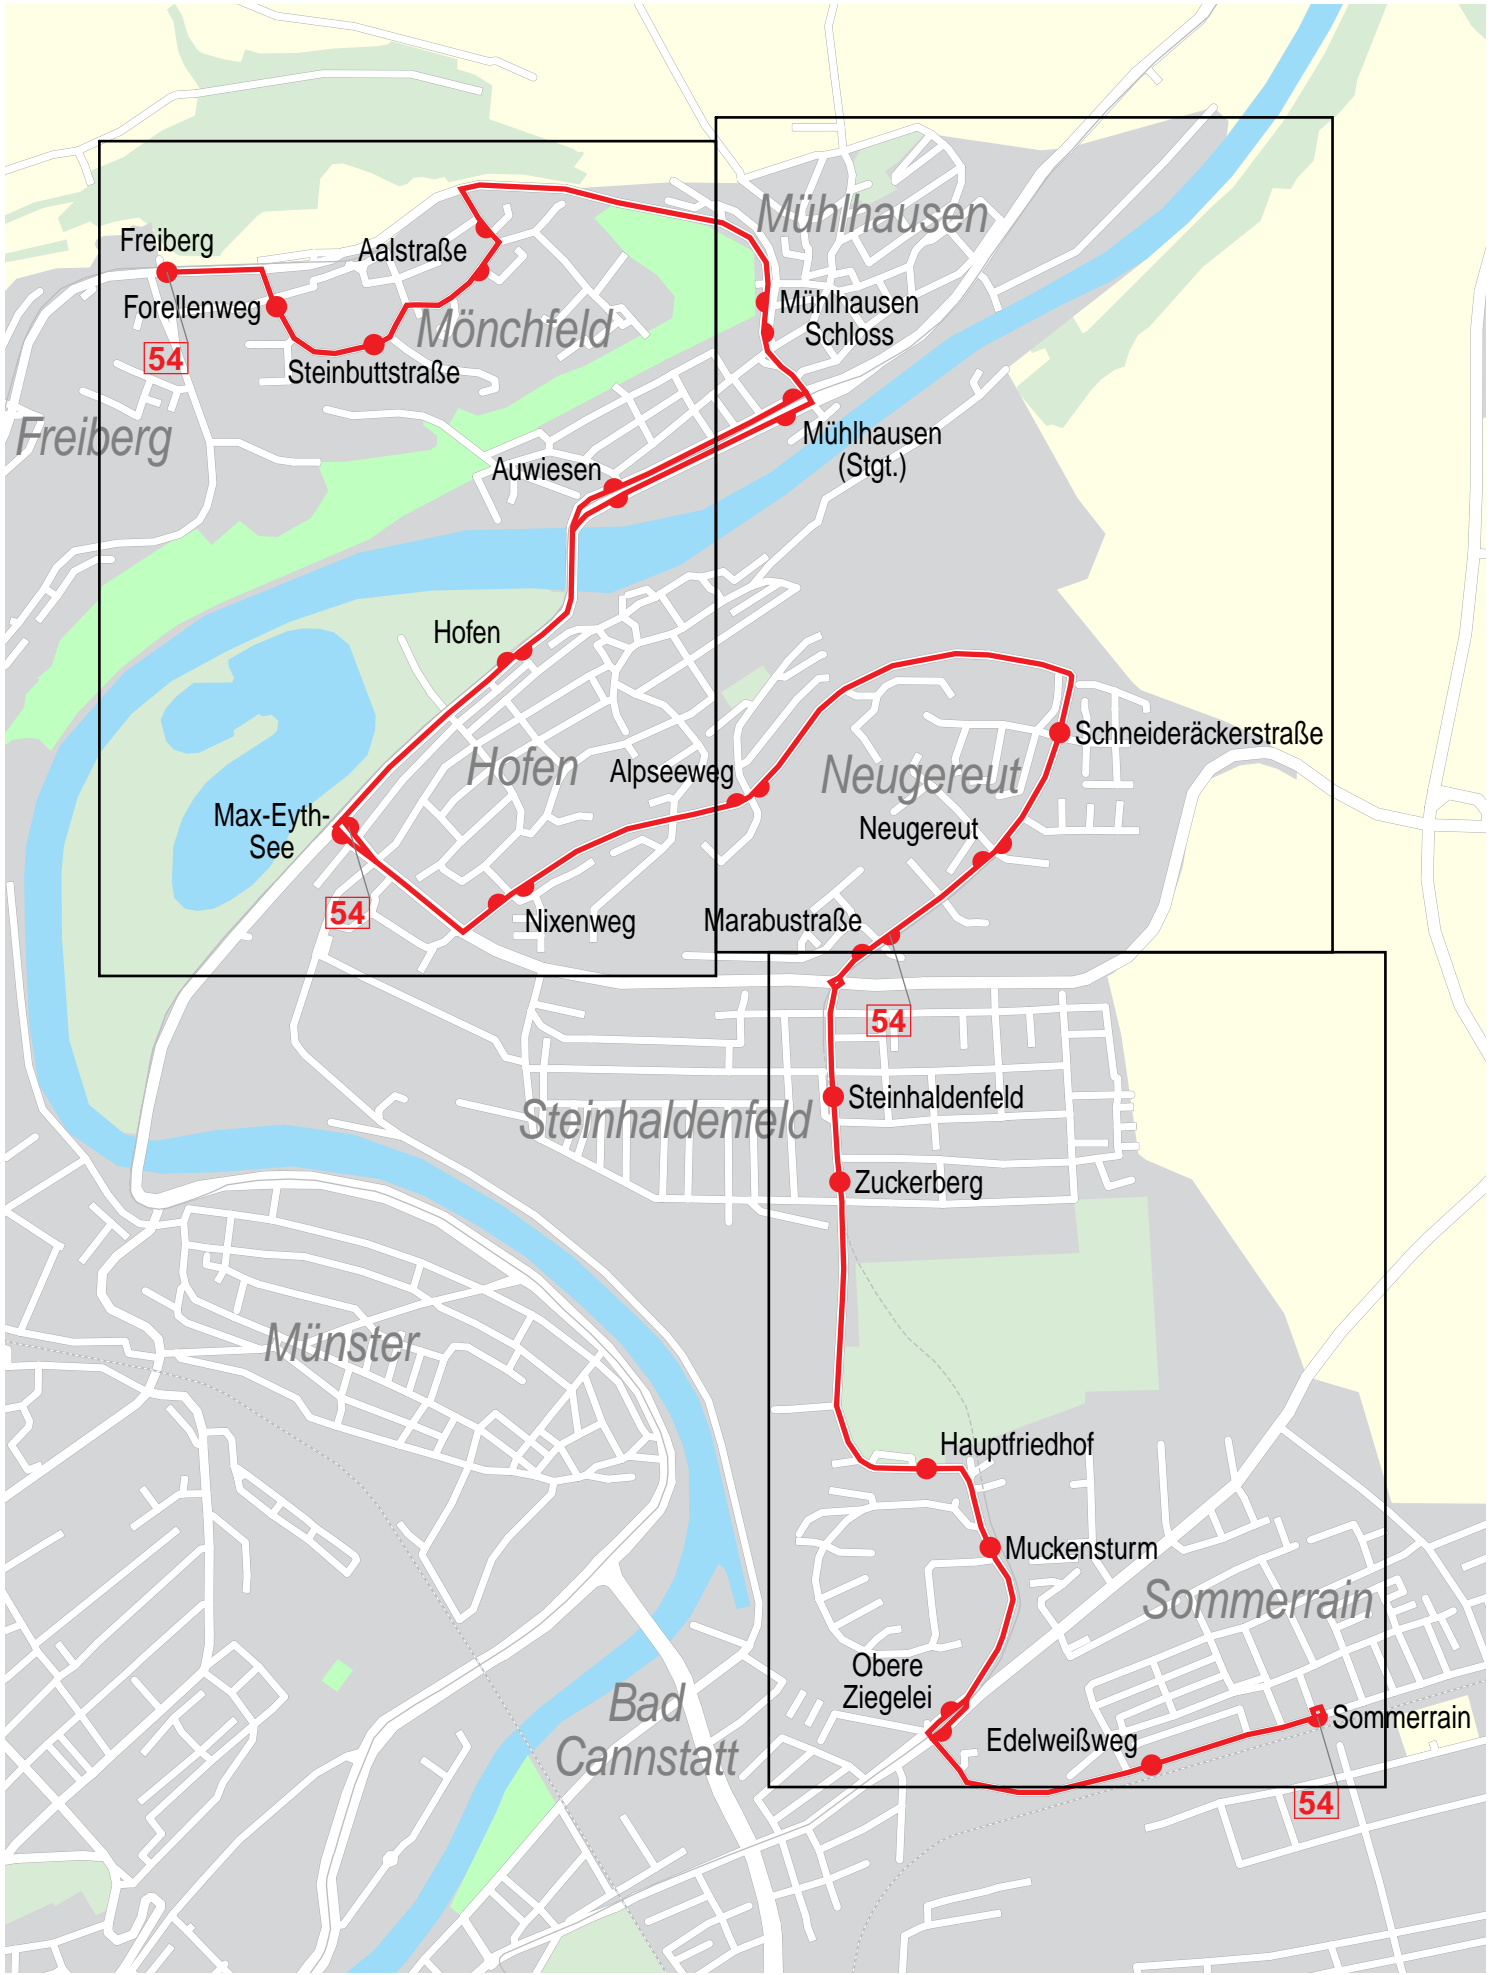 Mühlhausen
Freiberg
Aalstraße
Forellenweg
Mühlhausen
Schloss
Mönchfeld
54
Steinbuttstraße
Freiberg
Mühlhausen
(Stgt.)
Auwiesen
Hofen
Schneideräckerstraße
Hofen
Alpseeweg
Neugereut
Max-Eyth-
See
Neugereut
54
Nixenweg
Marabustraße
54
Steinhaldenfeld
Steinhaldenfeld
Zuckerberg
Münster
Hauptfriedhof
Muckensturm
Sommerrain
Obere
Ziegelei
Bad
Cannstatt
Edelweißweg
Sommerrain
54